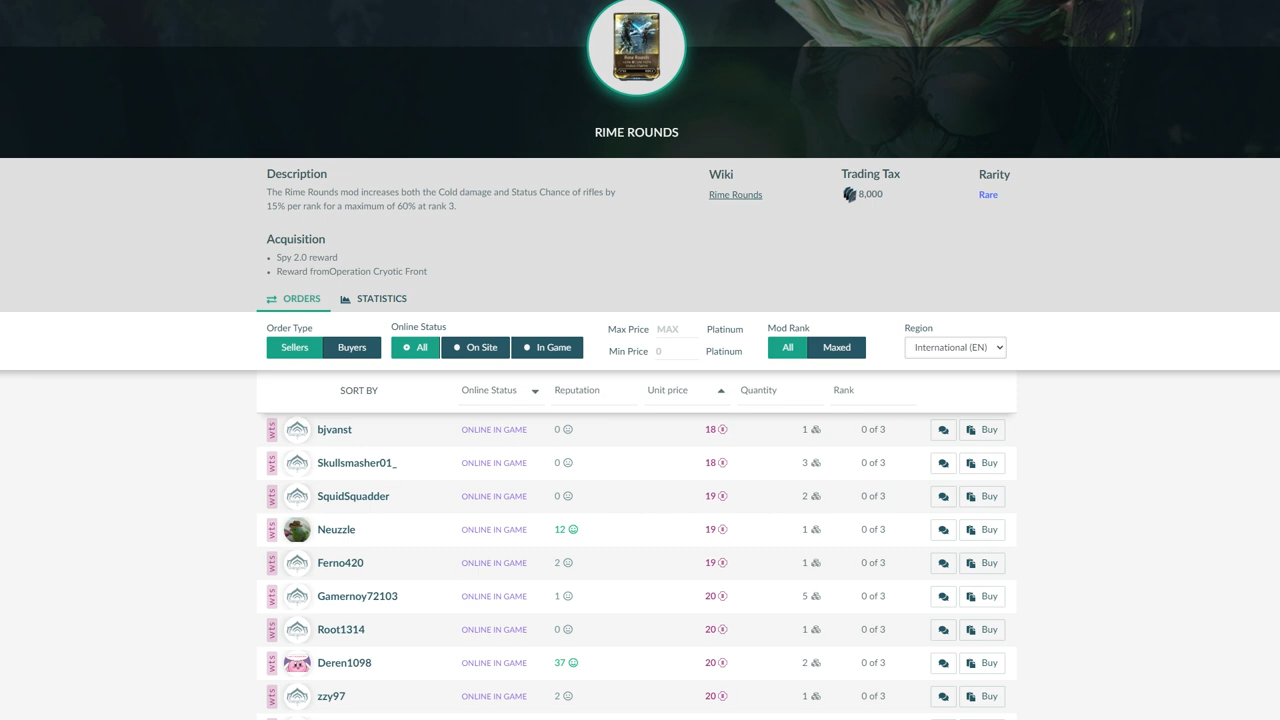 Rime Rounds
RIME ROUNDS
Description
Wiki
Trading Tax
Rarity
The Rime Rounds mod increases both the Cold damage and Status Chance of rifles by
15% per rank for a maximum of 60% at rank 3.
Rime Rounds
8,000
Rare
Acquisition
• Spy 2.0 reward
• Reward fromOperation Cryotic Front
ORDERS
STATISTICS
Order Type
Online Status
Max Price MAX Platinum
Mod Rank
Region
Sellers Buyers
All On Site In Game
Min Price 0 Platinum
All Maxed
International (EN)
SORT BY Online Status Reputation Unit price Quantity Rank
wts bjvanst ONLINE IN GAME 0 18 1 0 of 3 Buy
wts Skullsmasher01_ ONLINE IN GAME 0 18 3 0 of 3 Buy
wts SquidSquadder ONLINE IN GAME 0 19 2 0 of 3 Buy
wts Neuzzle ONLINE IN GAME 12 19 1 0 of 3 Buy
wts Ferno420 ONLINE IN GAME 2 19 1 0 of 3 Buy
wts Gamernoy72103 ONLINE IN GAME 1 20 5 0 of 3 Buy
wts Root1314 ONLINE IN GAME 0 20 1 0 of 3 Buy
wts Deren1098 ONLINE IN GAME 37 20 2 0 of 3 Buy
wts zzy97 ONLINE IN GAME 2 20 1 0 of 3 Buy